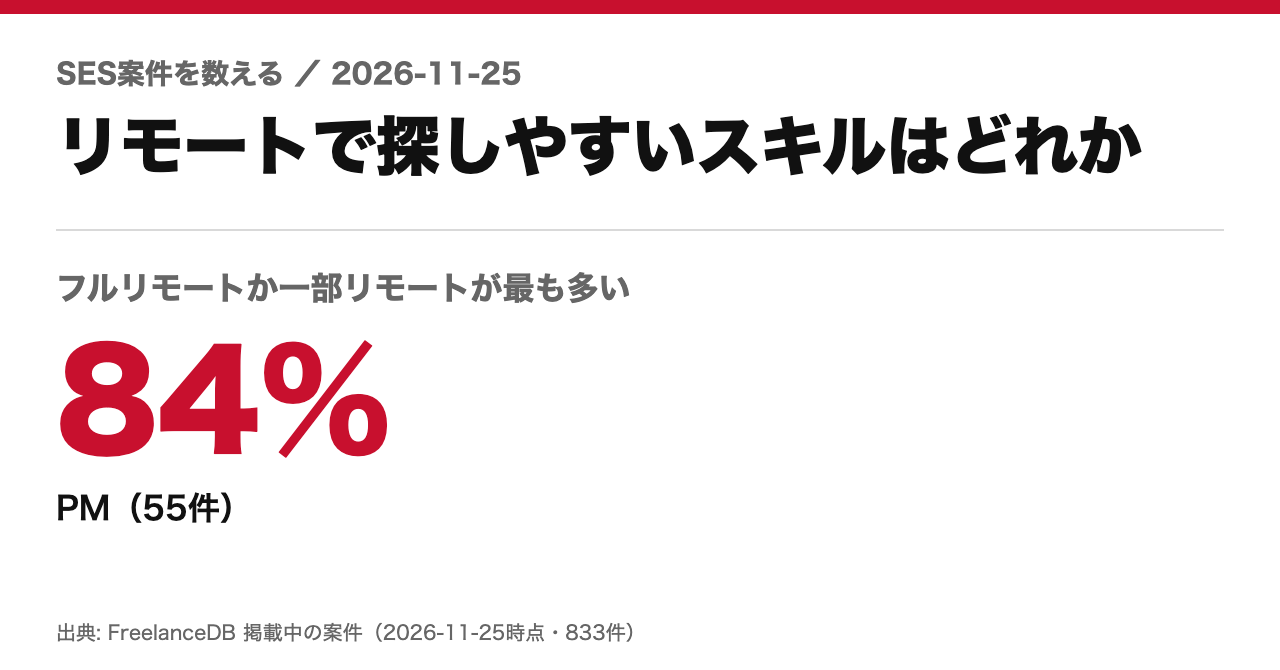 SES案件を数える ／ 2026-11-25
リモートで探しやすいスキルはどれか
フルリモートか一部リモートが最も多い
84%
PM（55件）
出典: FreelanceDB 掲載中の案件（2026-11-25時点・833件）